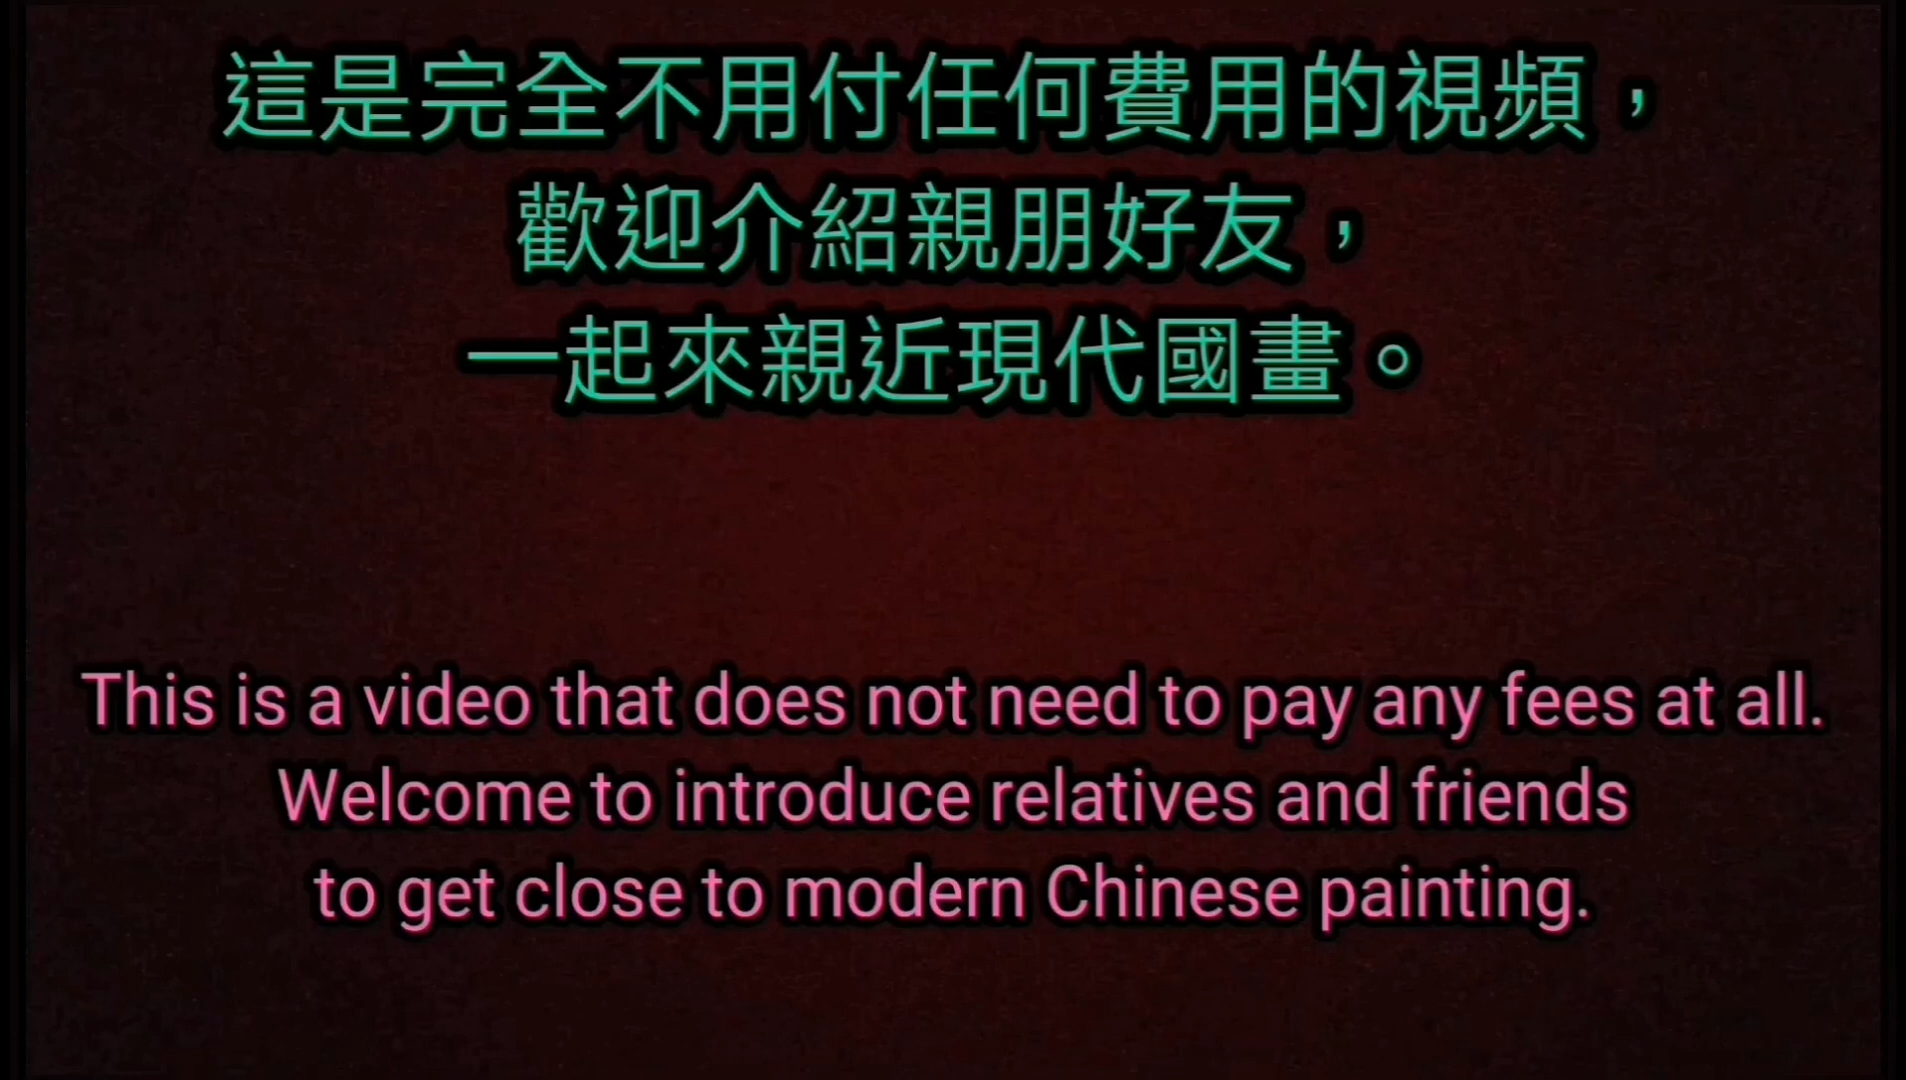 這是完全不用付任何費用的視頻，
歡迎介紹親朋好友，
一起來親近現代國畫。
This is a video that does not need to pay any fees at all.
Welcome to introduce relatives and friends
to get close to modern Chinese painting.